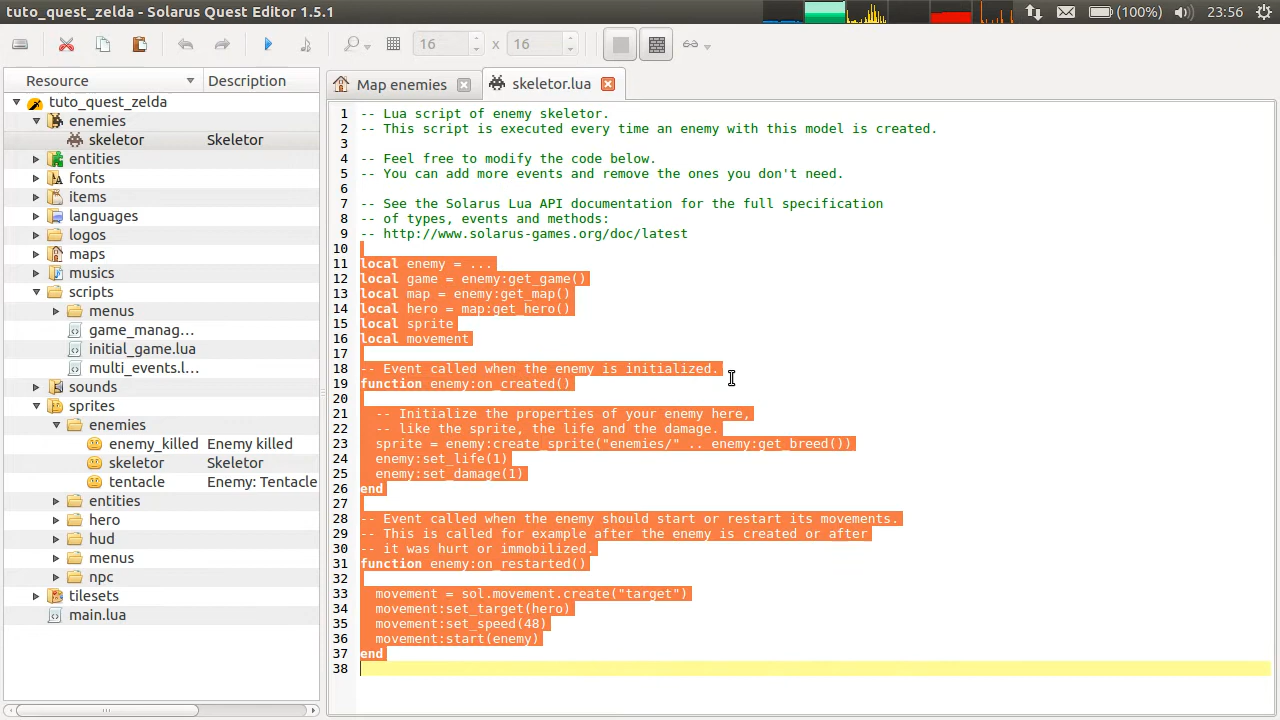 tuto_quest_zelda - Solarus Quest Editor 1.5.1
(100%)
23:56
16 x 16
Resource
Description
tuto_quest_zelda
enemies
skeletor Skeletor
entities
fonts
items
languages
logos
maps
musics
scripts
menus
game_manag...
initial_game.lua
multi_events.l...
sounds
sprites
enemies
enemy_killed Enemy killed
skeletor Skeletor
tentacle Enemy: Tentacle
entities
hero
hud
menus
npc
tilesets
main.lua
Map enemies
skeletor.lua
1 -- Lua script of enemy skeletor.
2 -- This script is executed every time an enemy with this model is created.
3
4 -- Feel free to modify the code below.
5 -- You can add more events and remove the ones you don't need.
6
7 -- See the Solarus Lua API documentation for the full specification
8 -- of types, events and methods:
9 -- http://www.solarus-games.org/doc/latest
10
11 local enemy = ...
12 local game = enemy:get_game()
13 local map = enemy:get_map()
14 local hero = map:get_hero()
15 local sprite
16 local movement
17
18 -- Event called when the enemy is initialized.
19 function enemy:on_created()
20
21   -- Initialize the properties of your enemy here,
22   -- like the sprite, the life and the damage.
23   sprite = enemy:create_sprite("enemies/" .. enemy:get_breed())
24   enemy:set_life(1)
25   enemy:set_damage(1)
26 end
27
28 -- Event called when the enemy should start or restart its movements.
29 -- This is called for example after the enemy is created or after
30 -- it was hurt or immobilized.
31 function enemy:on_restarted()
32
33   movement = sol.movement.create("target")
34   movement:set_target(hero)
35   movement:set_speed(48)
36   movement:start(enemy)
37 end
38